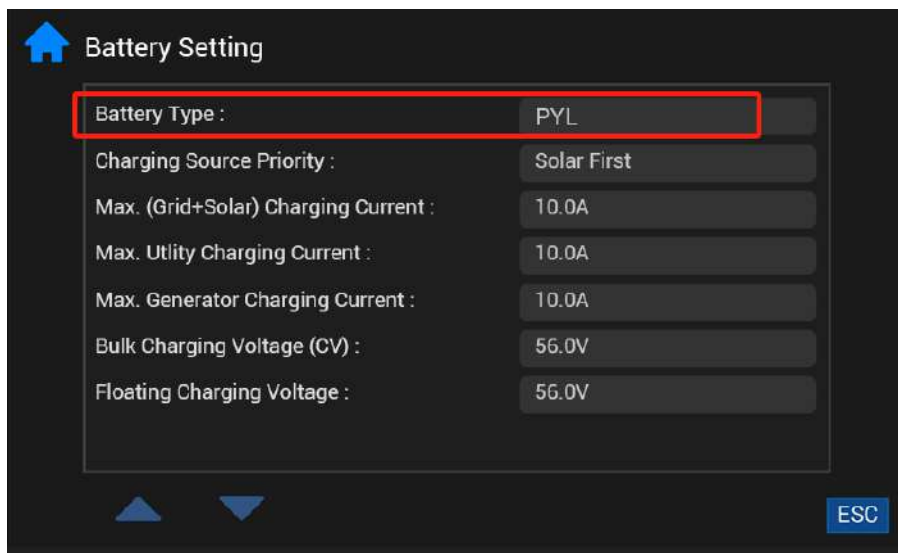 Battery Setting
Battery Type : PYL
Charging Source Priority : Solar First
Max. (Grid+Solar) Charging Current : 10.0A
Max. Utlity Charging Current : 10.0A
Max. Generator Charging Current : 10.0A
Bulk Charging Voltage (CV) : 56.0V
Floating Charging Voltage : 56.0V
ESC